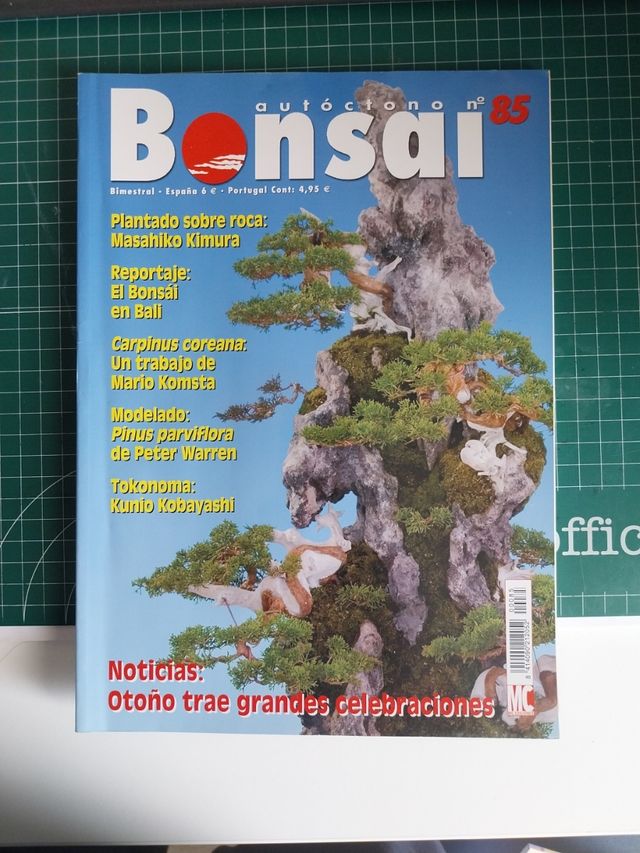 autóctono nº 85
Bonsai
Bimestral - España 6 € - Portugal Cont: 4,95 €
Plantado sobre roca:
Masahiko Kimura
Reportaje:
El Bonsái
en Bali
Carpinus coreana:
Un trabajo de
Mario Komsta
Modelado:
Pinus parviflora
de Peter Warren
Tokonoma:
Kunio Kobayashi
Noticias:
Otoño trae grandes celebraciones
00085
MC
offic